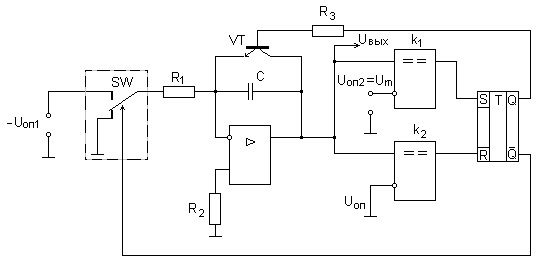 R3
VT
Uвых
k1
SW
R1
C
Uоп2=Um
== 
S T Q
-Uоп1
k2
==
R Q̅
R2
Uоп